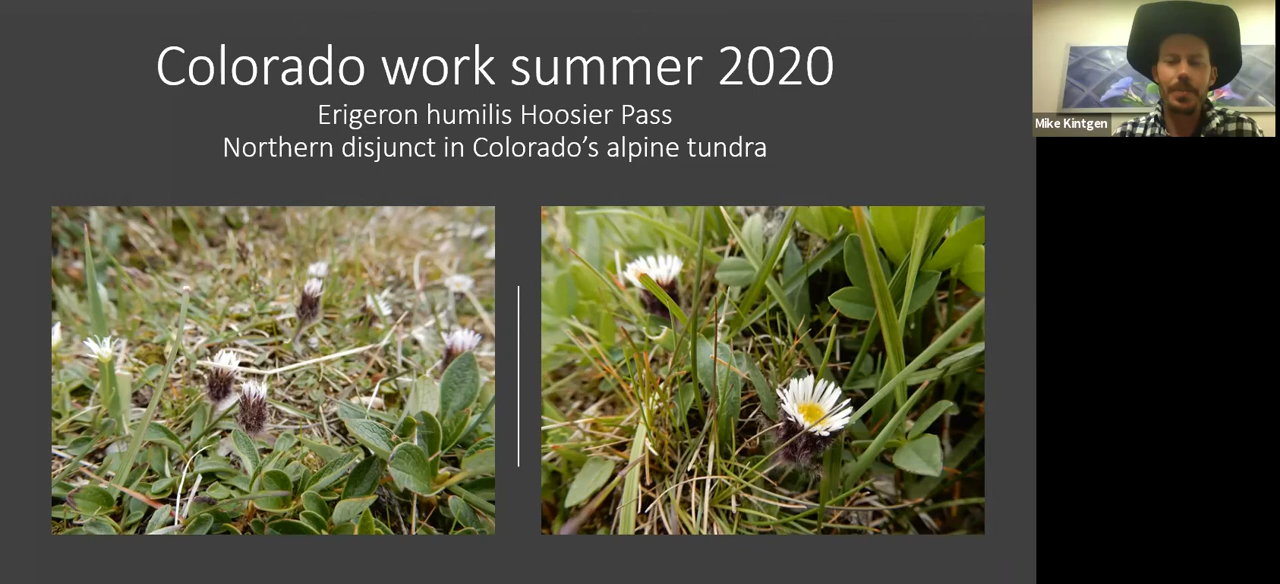 Colorado work summer 2020
Erigeron humilis Hoosier Pass
Northern disjunct in Colorado’s alpine tundra
Mike Kintgen